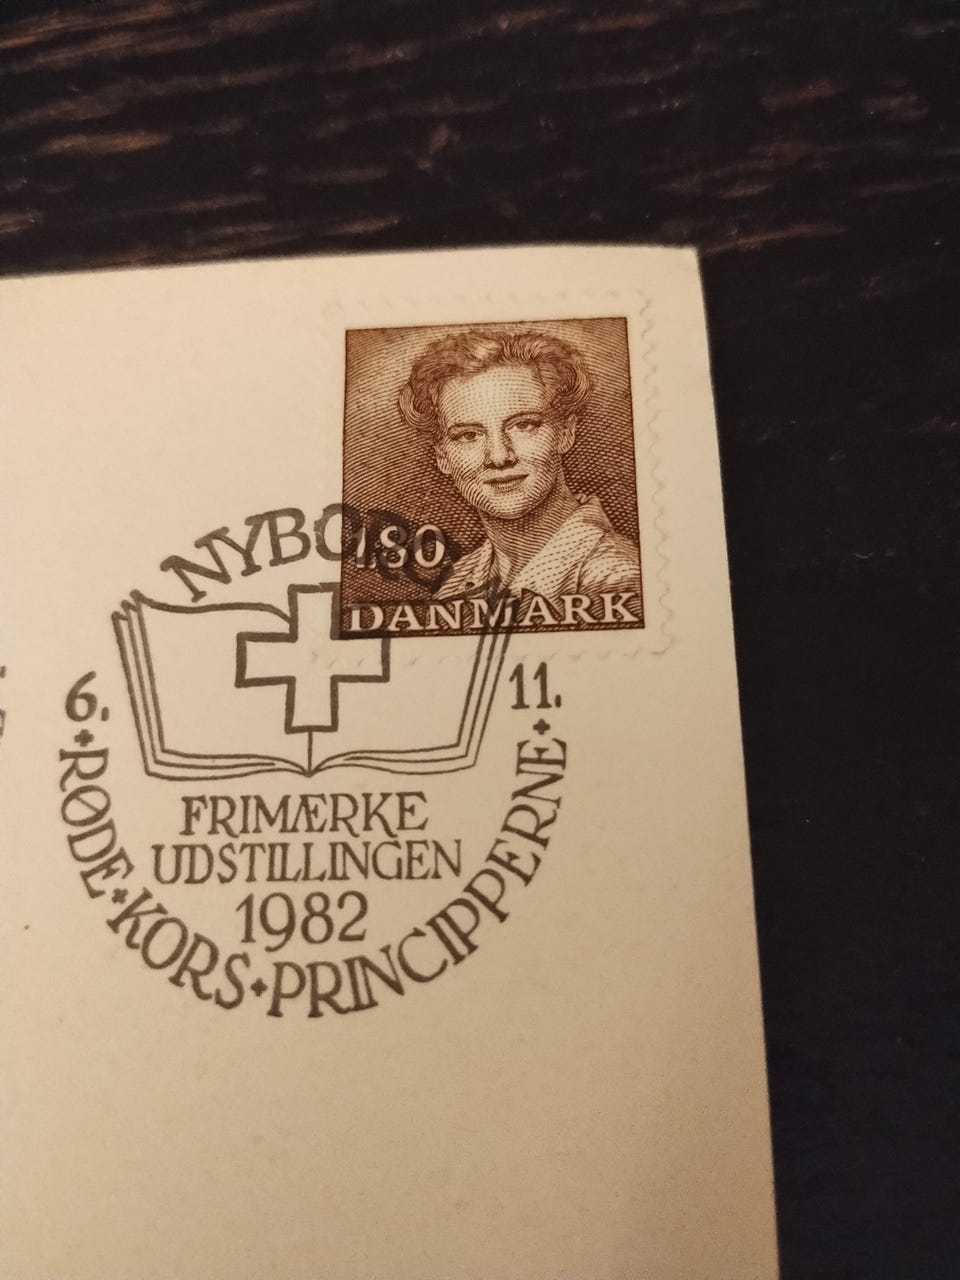 1.80
DANMARK
NYBORG
6. 11.
FRIMÆRKE
UDSTILLINGEN
1982
RØDE + KORS + PRINCIPPERNE